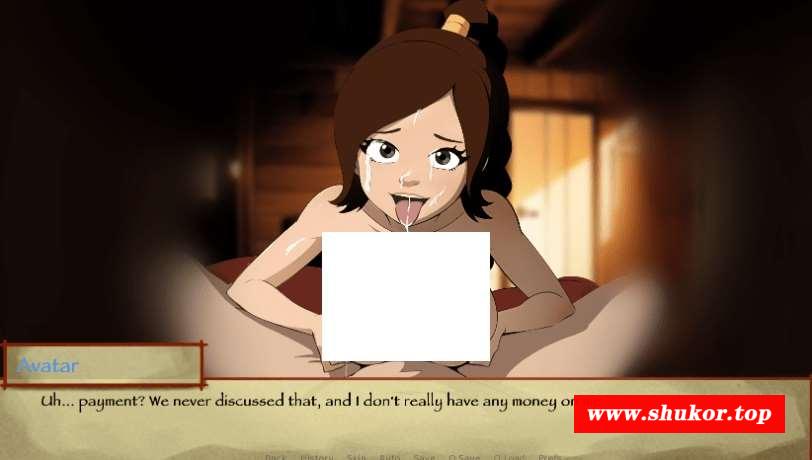 Avatar
Uh... payment? We never discussed that, and I don't really have any money
www.shukor.top
Back History Skip Auto Save Q.Save Q.Load Prefs